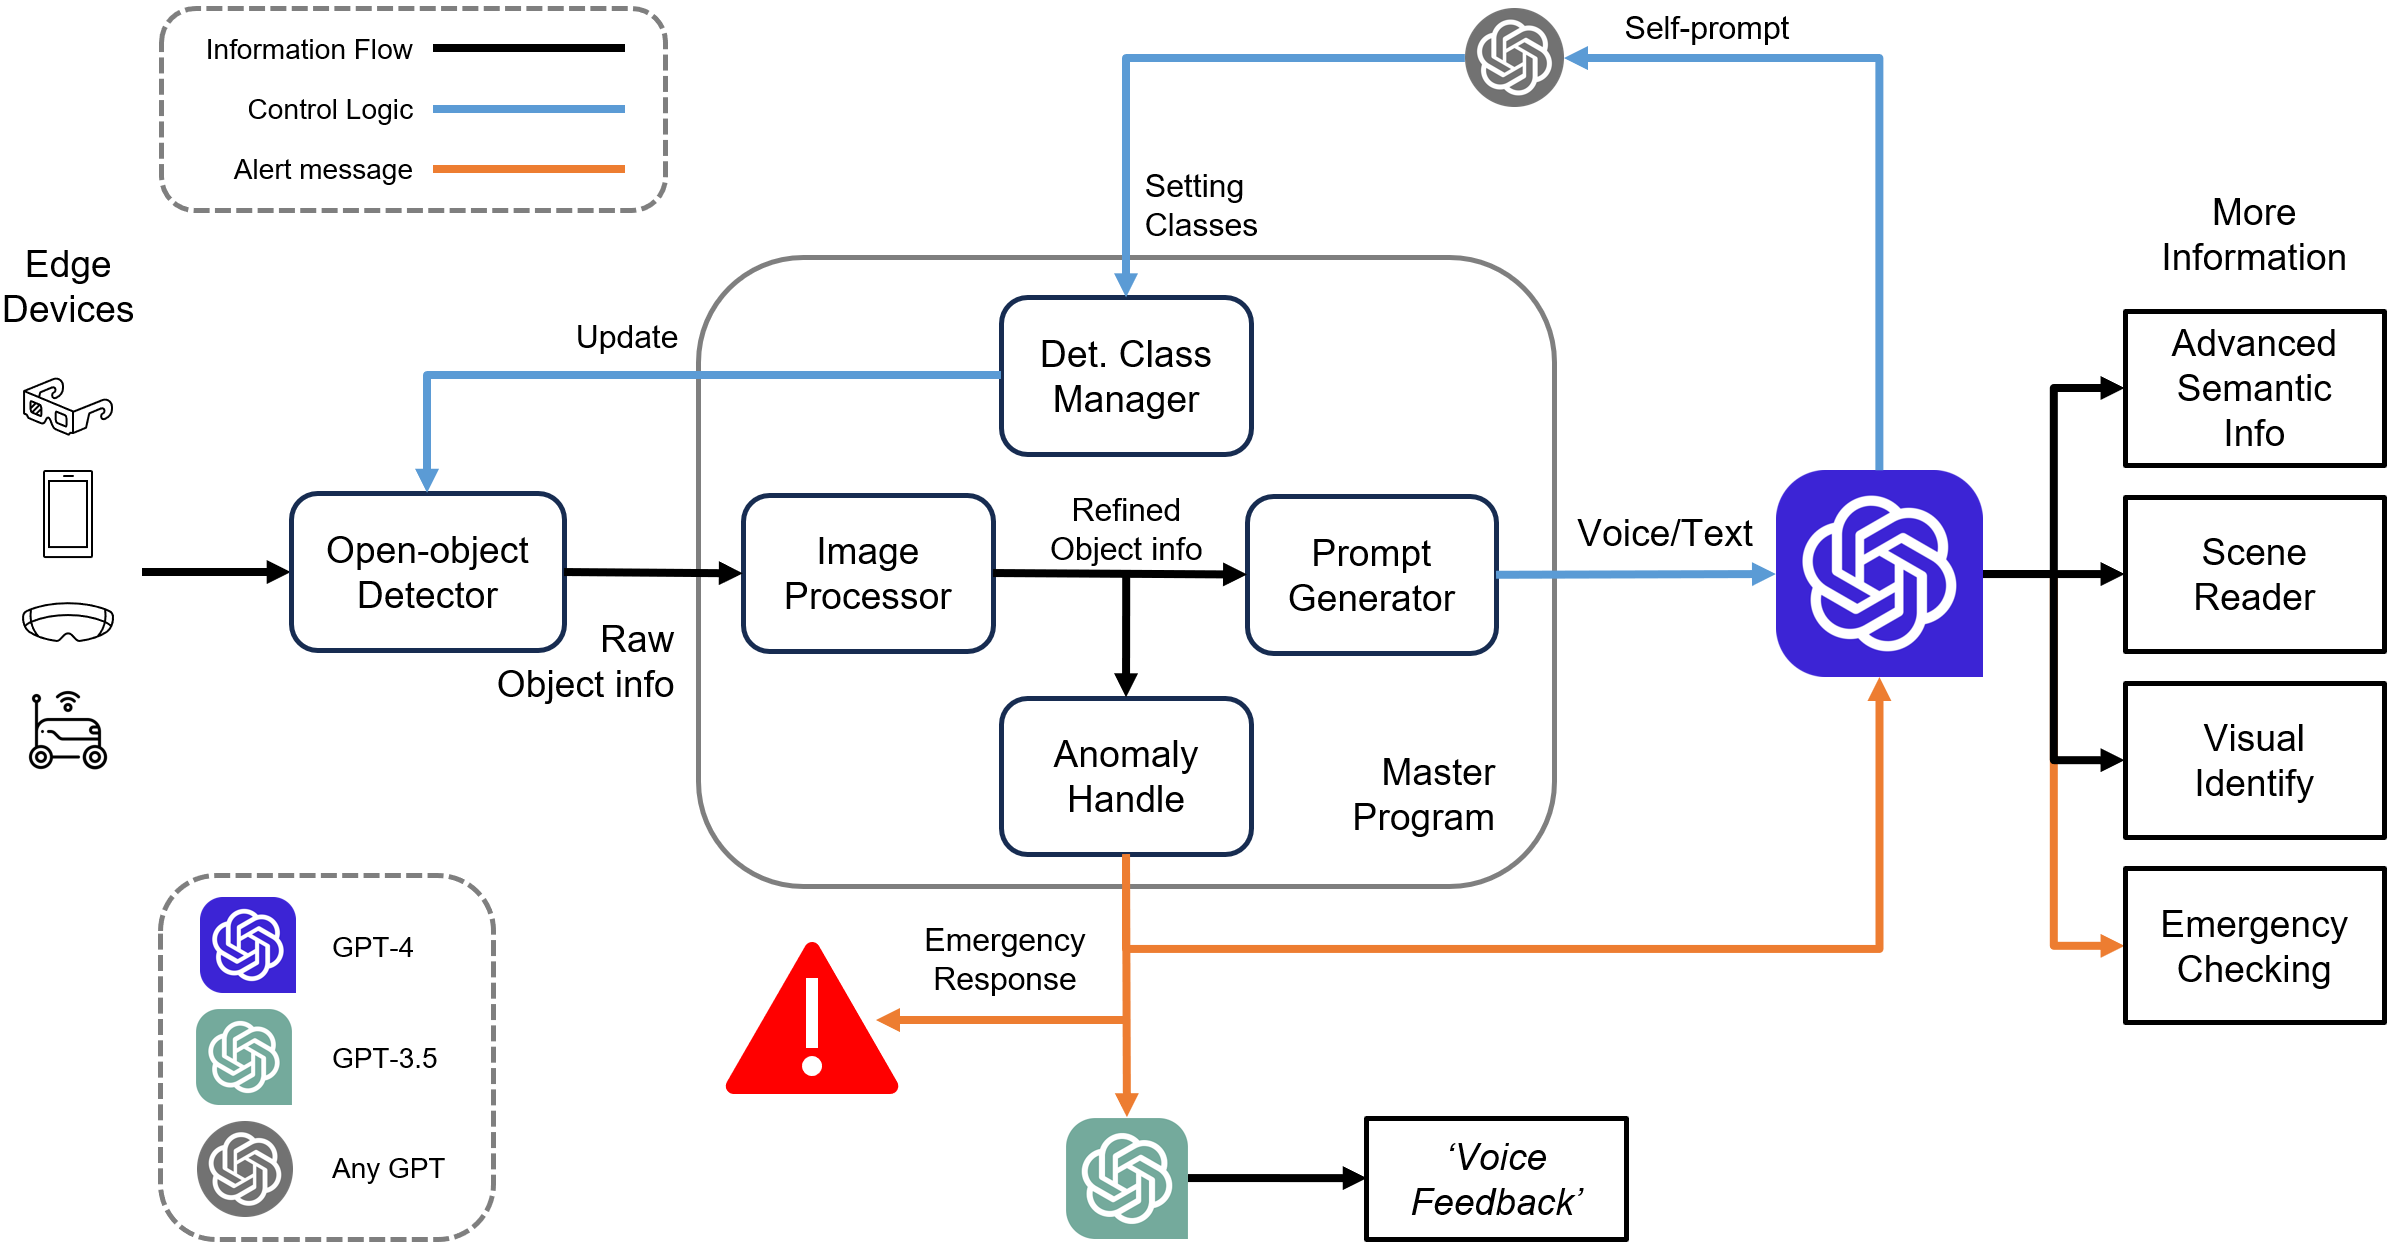 Information Flow
Control Logic
Alert message
Self-prompt
Setting
Classes
More
Information
Edge
Devices
Update
Det. Class
Manager
Advanced
Semantic
Info
Open-object
Detector
Raw
Object info
Image
Processor
Refined
Object info
Prompt
Generator
Voice/Text
Scene
Reader
Anomaly
Handle
Master
Program
Visual
Identify
Emergency
Response
Emergency
Checking
GPT-4
GPT-3.5
Any GPT
‘Voice
Feedback’